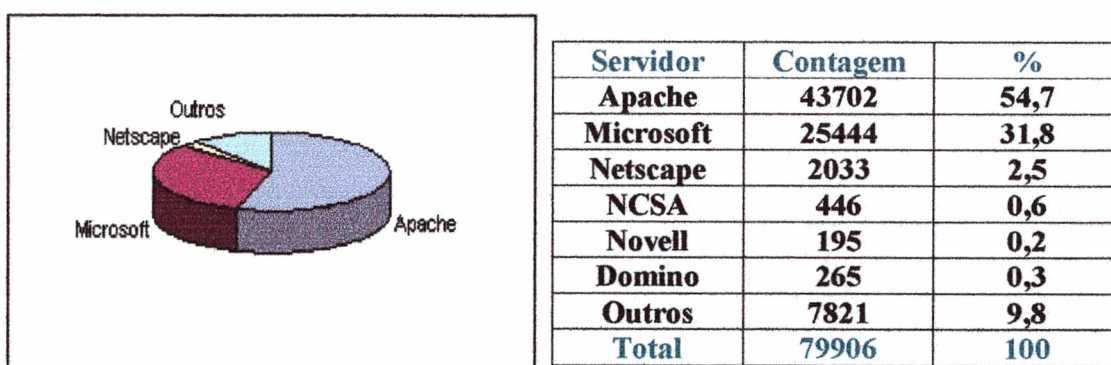 Outros
Netscape
Microsoft
Apache
Servidor Contagem %
Apache 43702 54,7
Microsoft 25444 31,8
Netscape 2033 2,5
NCSA 446 0,6
Novell 195 0,2
Domino 265 0,3
Outros 7821 9,8
Total 79906 100